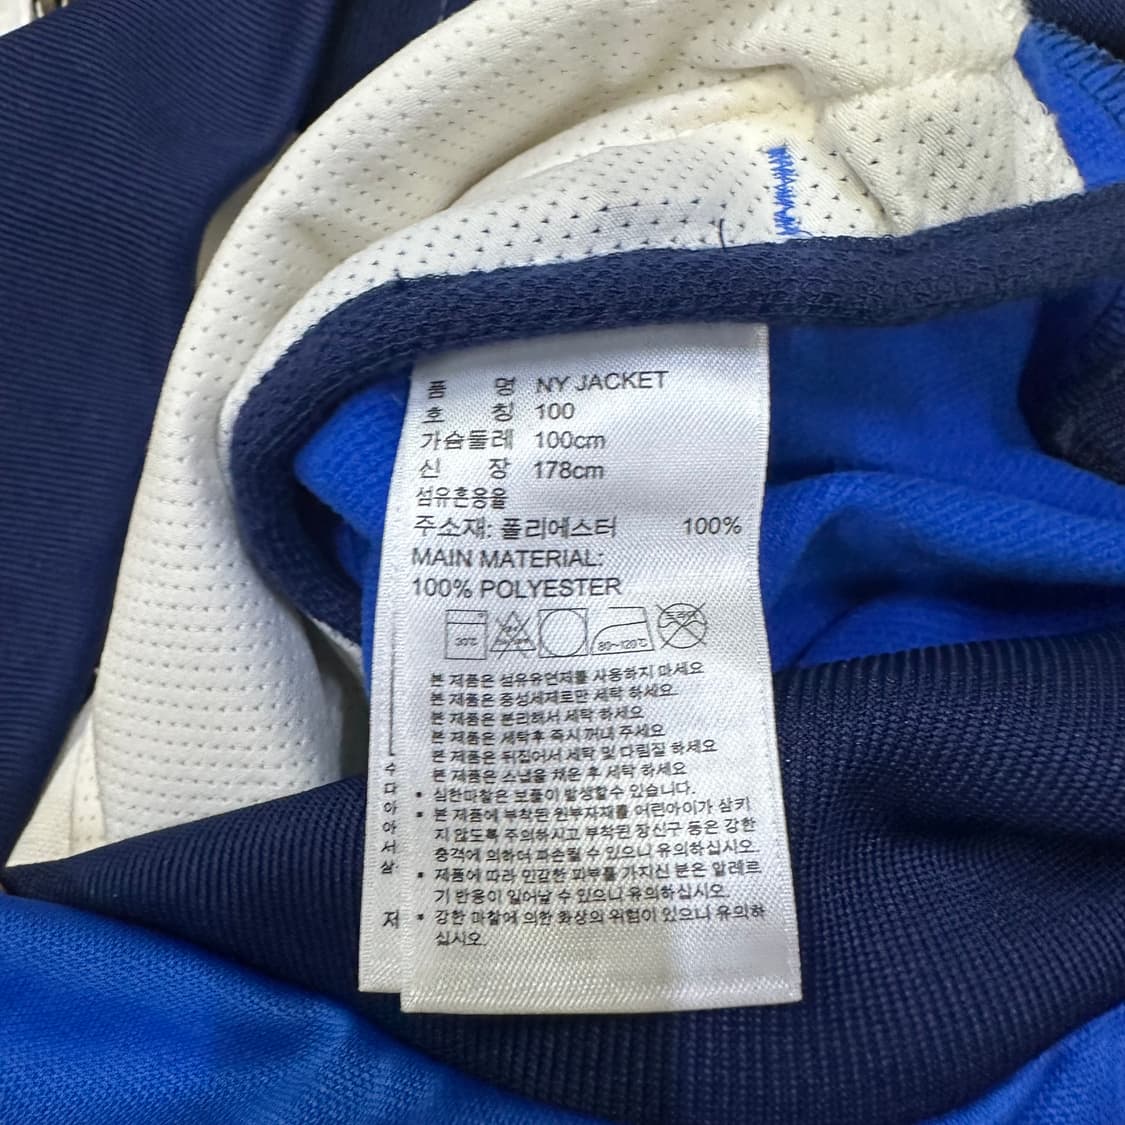 품 명 NY JACKET
호 칭 100
가슴둘레 100cm
신 장 178cm
섬유혼용율
주소재: 폴리에스터 100%
MAIN MATERIAL:
100% POLYESTER
30℃ 80~120℃ 드라이
본 제품은 섬유유연제를 사용하지 마세요
본 제품은 중성세제로만 세탁 하세요.
본 제품은 분리해서 세탁 하세요
본 제품은 세탁후 즉시 꺼내 주세요
본 제품은 뒤집어서 세탁 및 다림질 하세요
본 제품은 스냅을 채운 후 세탁 하세요
• 심한마찰은 보풀이 발생할수 있습니다.
• 본 제품에 부착된 원부자재를 어린아이가 삼키
지 않도록 주의하시고 부착된 장신구 등은 강한
충격에 의하여 파손될 수 있으니 유의하십시오.
• 제품에 따라 민감한 피부를 가지신 분은 알레르
기 반응이 일어날 수 있으니 유의하십시오.
• 강한 마찰에 의한 화상의 위험이 있으니 유의하
십시오.